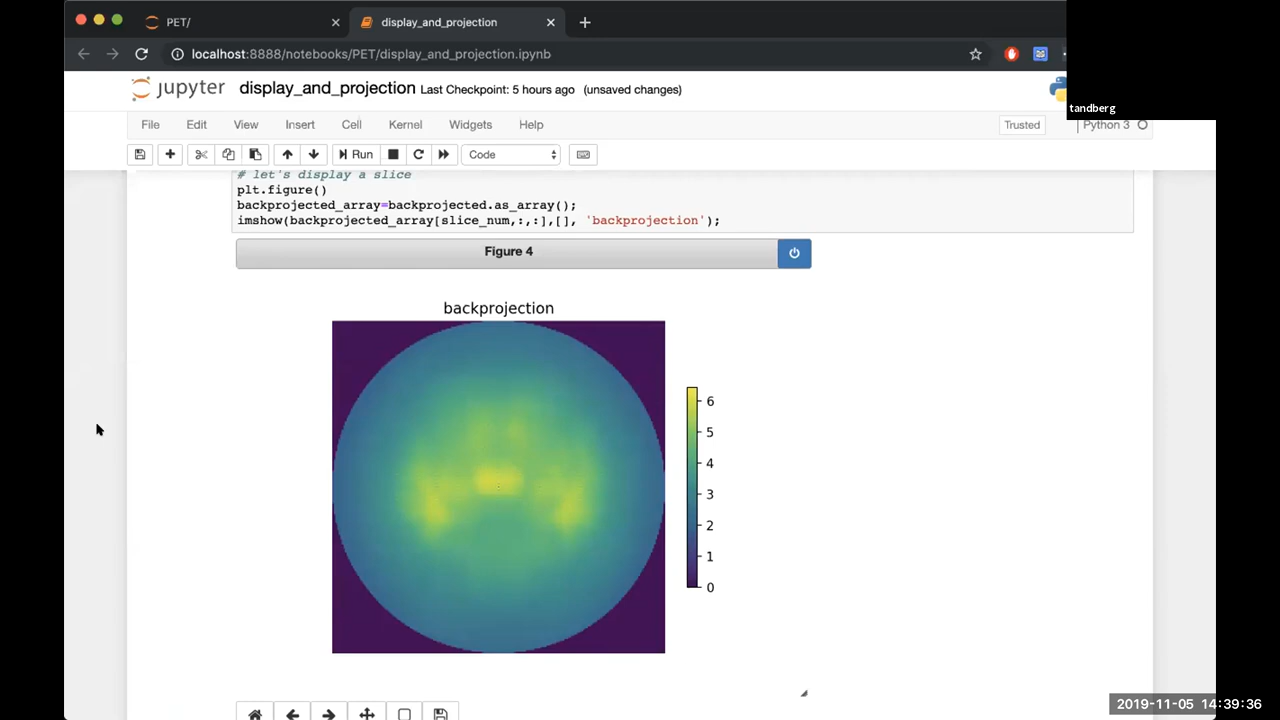 PET/
display_and_projection
localhost:8888/notebooks/PET/display_and_projection.ipynb
tandberg
jupyter display_and_projection Last Checkpoint: 5 hours ago (unsaved changes)
File Edit View Insert Cell Kernel Widgets Help Trusted Python 3
Run Code
# let's display a slice
plt.figure()
backprojected_array=backprojected.as_array();
imshow(backprojected_array[slice_num,:,:],[], 'backprojection');
Figure 4
backprojection
6
5
4
3
2
1
0
2019-11-05 14:39:36